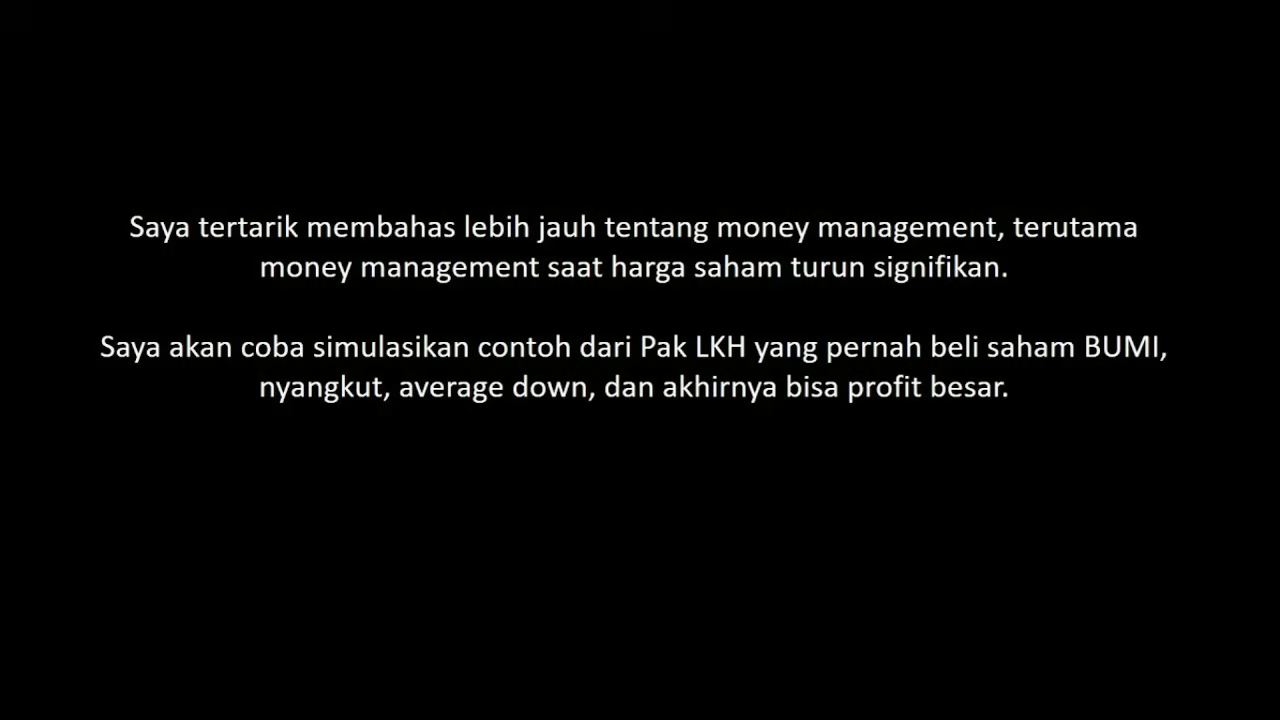 Saya tertarik membahas lebih jauh tentang money management, terutama
money management saat harga saham turun signifikan.
Saya akan coba simulasikan contoh dari Pak LKH yang pernah beli saham BUMI,
nyangkut, average down, dan akhirnya bisa profit besar.